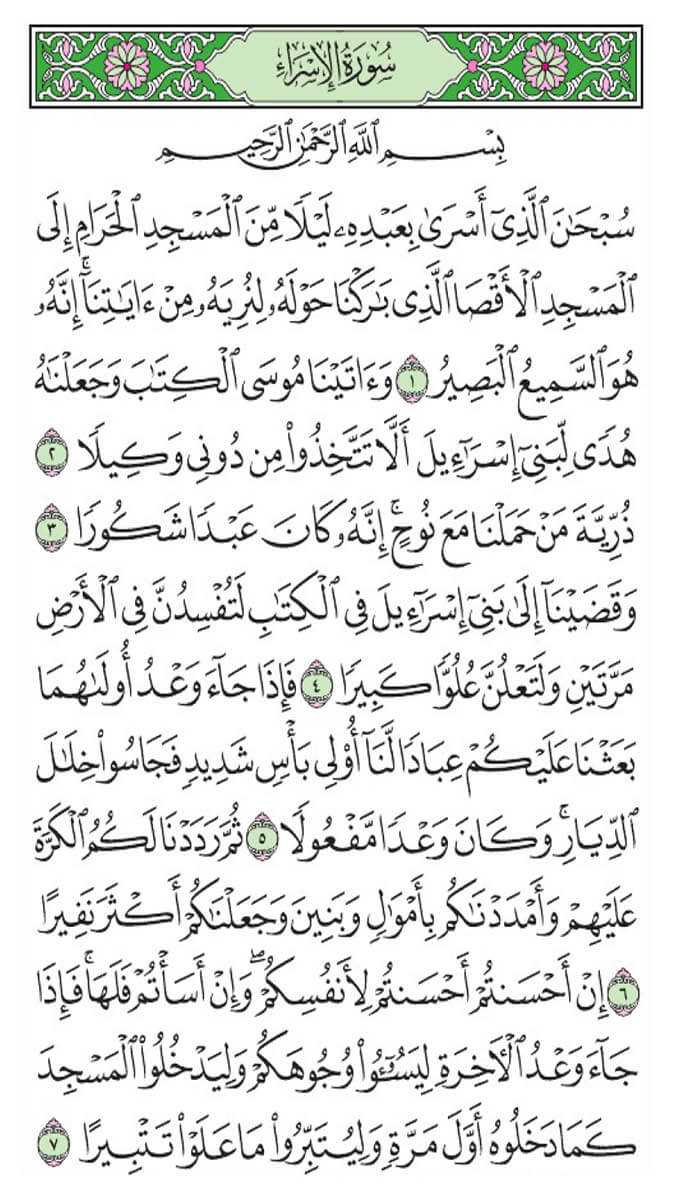 سُورَةُ الإِسْرَاءِ
بِسْمِ ٱللَّهِ ٱلرَّحْمَٰنِ ٱلرَّحِيمِ
سُبْحَٰنَ ٱلَّذِىٓ أَسْرَىٰ بِعَبْدِهِۦ لَيْلًا مِّنَ ٱلْمَسْجِدِ ٱلْحَرَامِ إِلَى
ٱلْمَسْجِدِ ٱلْأَقْصَا ٱلَّذِى بَٰرَكْنَا حَوْلَهُۥ لِنُرِيَهُۥ مِنْ ءَايَٰتِنَآ ۚ إِنَّهُۥ
هُوَ ٱلسَّمِيعُ ٱلْبَصِيرُ ١ وَءَاتَيْنَا مُوسَى ٱلْكِتَٰبَ وَجَعَلْنَٰهُ
هُدًى لِّبَنِىٓ إِسْرَٰٓءِيلَ أَلَّا تَتَّخِذُوا۟ مِن دُونِى وَكِيلًا ٢
ذُرِّيَّةَ مَنْ حَمَلْنَا مَعَ نُوحٍ ۚ إِنَّهُۥ كَانَ عَبْدًا شَكُورًا ٣
وَقَضَيْنَآ إِلَىٰ بَنِىٓ إِسْرَٰٓءِيلَ فِى ٱلْكِتَٰبِ لَتُفْسِدُنَّ فِى ٱلْأَرْضِ
مَرَّتَيْنِ وَلَتَعْلُنَّ عُلُوًّا كَبِيرًا ٤ فَإِذَا جَآءَ وَعْدُ أُولَىٰهُمَا
بَعَثْنَا عَلَيْكُمْ عِبَادًا لَّنَآ أُو۟لِى بَأْسٍ شَدِيدٍ فَجَاسُوا۟ خِلَٰلَ
ٱلدِّيَارِ ۚ وَكَانَ وَعْدًا مَّفْعُولًا ٥ ثُمَّ رَدَدْنَا لَكُمُ ٱلْكَرَّةَ
عَلَيْهِمْ وَأَمْدَدْنَٰكُم بِأَمْوَٰلٍ وَبَنِينَ وَجَعَلْنَٰكُمْ أَكْثَرَ نَفِيرًا
٦ إِنْ أَحْسَنتُمْ أَحْسَنتُمْ لِأَنفُسِكُمْ ۖ وَإِنْ أَسَأْتُمْ فَلَهَا ۚ فَإِذَا
جَآءَ وَعْدُ ٱلْءَاخِرَةِ لِيَسُۥٓـُٔوا۟ وُجُوهَكُمْ وَلِيَدْخُلُوا۟ ٱلْمَسْجِدَ
كَمَا دَخَلُوهُ أَوَّلَ مَرَّةٍ وَلِيُتَبِّرُوا۟ مَا عَلَوْا۟ تَتْبِيرًا ٧